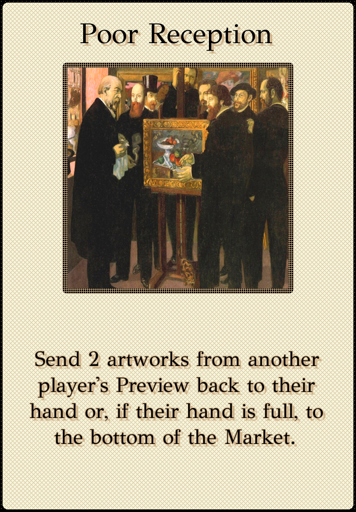 Poor Reception
Send 2 artworks from another
player's Preview back to their
hand or, if their hand is full, to
the bottom of the Market.